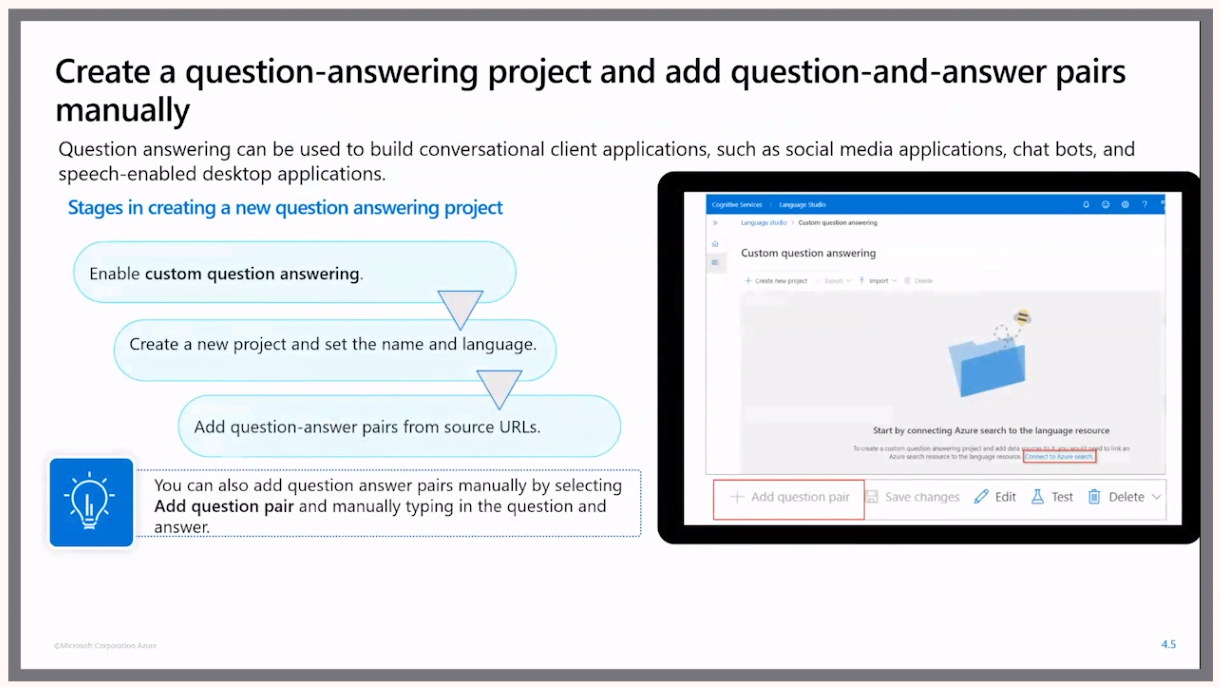 Create a question-answering project and add question-and-answer pairs
manually
Question answering can be used to build conversational client applications, such as social media applications, chat bots, and
speech-enabled desktop applications.
Stages in creating a new question answering project
Enable custom question answering.
Create a new project and set the name and language.
Add question-answer pairs from source URLs.
You can also add question answer pairs manually by selecting
Add question pair and manually typing in the question and
answer.
Cognitive Services | Language Studio
Language studio > Custom question answering
Custom question answering
+ Create new project Export Import Delete
Start by connecting Azure search to the language resource
To create a custom question answering project and add data sources to it, you would need to link an
Azure search resource to the language resource. Connect to Azure search.
+ Add question pair Save changes Edit Test Delete
©Microsoft Corporation Azure
4.5